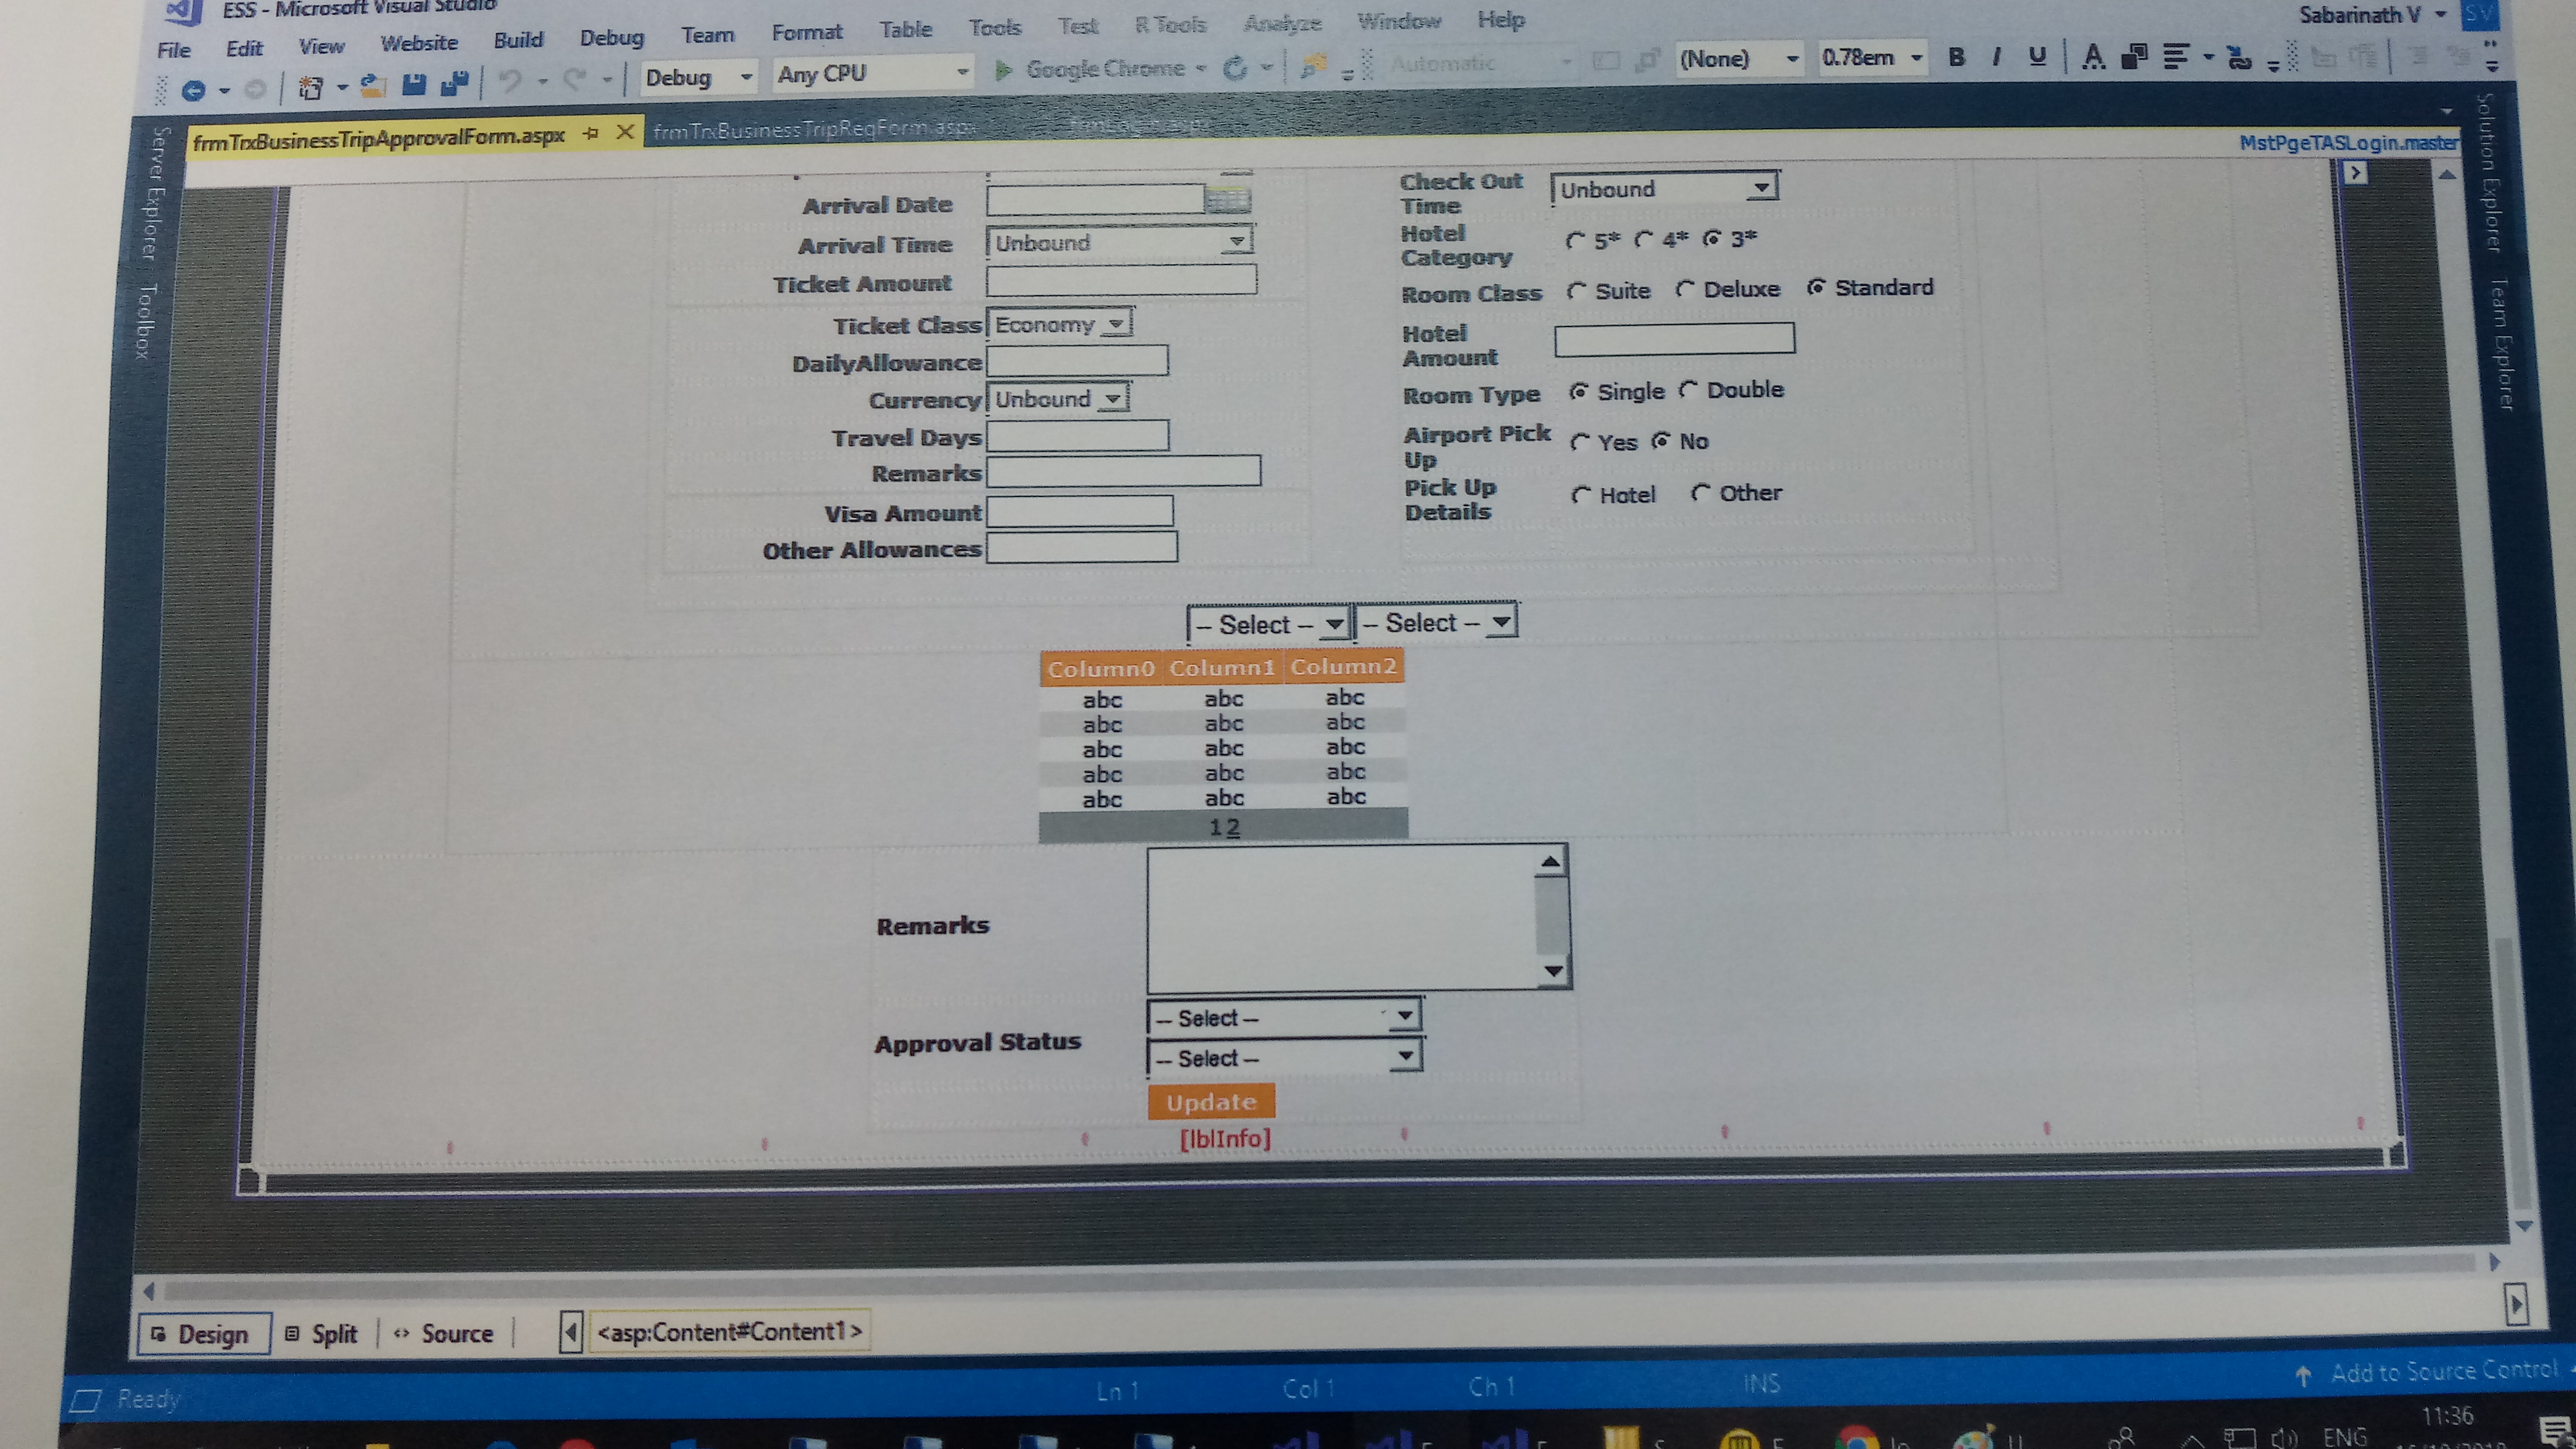 ESS - Microsoft Visual Studio
Sabarinath V SV
File Edit View Website Build Debug Team Format Table Tools Test R Tools Analyze Window Help
Debug Any CPU Google Chrome Automatic (None) 0.78em B I U A
frmTrxBusinessTripApprovalForm.aspx frmTrxBusinessTripReqForm.aspx
MstPgeTASLogin.master
Server Explorer Toolbox
Solution Explorer Team Explorer
Arrival Date
Arrival Time Unbound
Ticket Amount
Ticket Class Economy
DailyAllowance
Currency Unbound
Travel Days
Remarks
Visa Amount
Other Allowances
Check Out Time Unbound
Hotel Category 5* 4* 3*
Room Class Suite Deluxe Standard
Hotel Amount
Room Type Single Double
Airport Pick Up Yes No
Pick Up Details Hotel Other
-- Select -- -- Select --
Column0 Column1 Column2
abc abc abc
abc abc abc
abc abc abc
abc abc abc
abc abc abc
1 2
Remarks
Approval Status -- Select --
-- Select --
Update
[lblInfo]
Design Split Source <asp:Content#Content1>
Ready Ln 1 Col 1 Ch 1 INS Add to Source Control
11:36
ENG